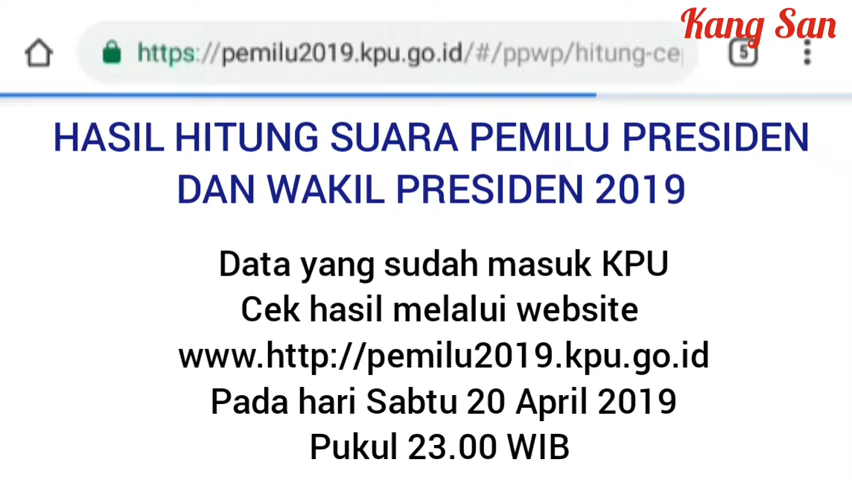 Kang San
https://pemilu2019.kpu.go.id/#/ppwp/hitung-ce
5
HASIL HITUNG SUARA PEMILU PRESIDEN
DAN WAKIL PRESIDEN 2019
Data yang sudah masuk KPU
Cek hasil melalui website
www.http://pemilu2019.kpu.go.id
Pada hari Sabtu 20 April 2019
Pukul 23.00 WIB